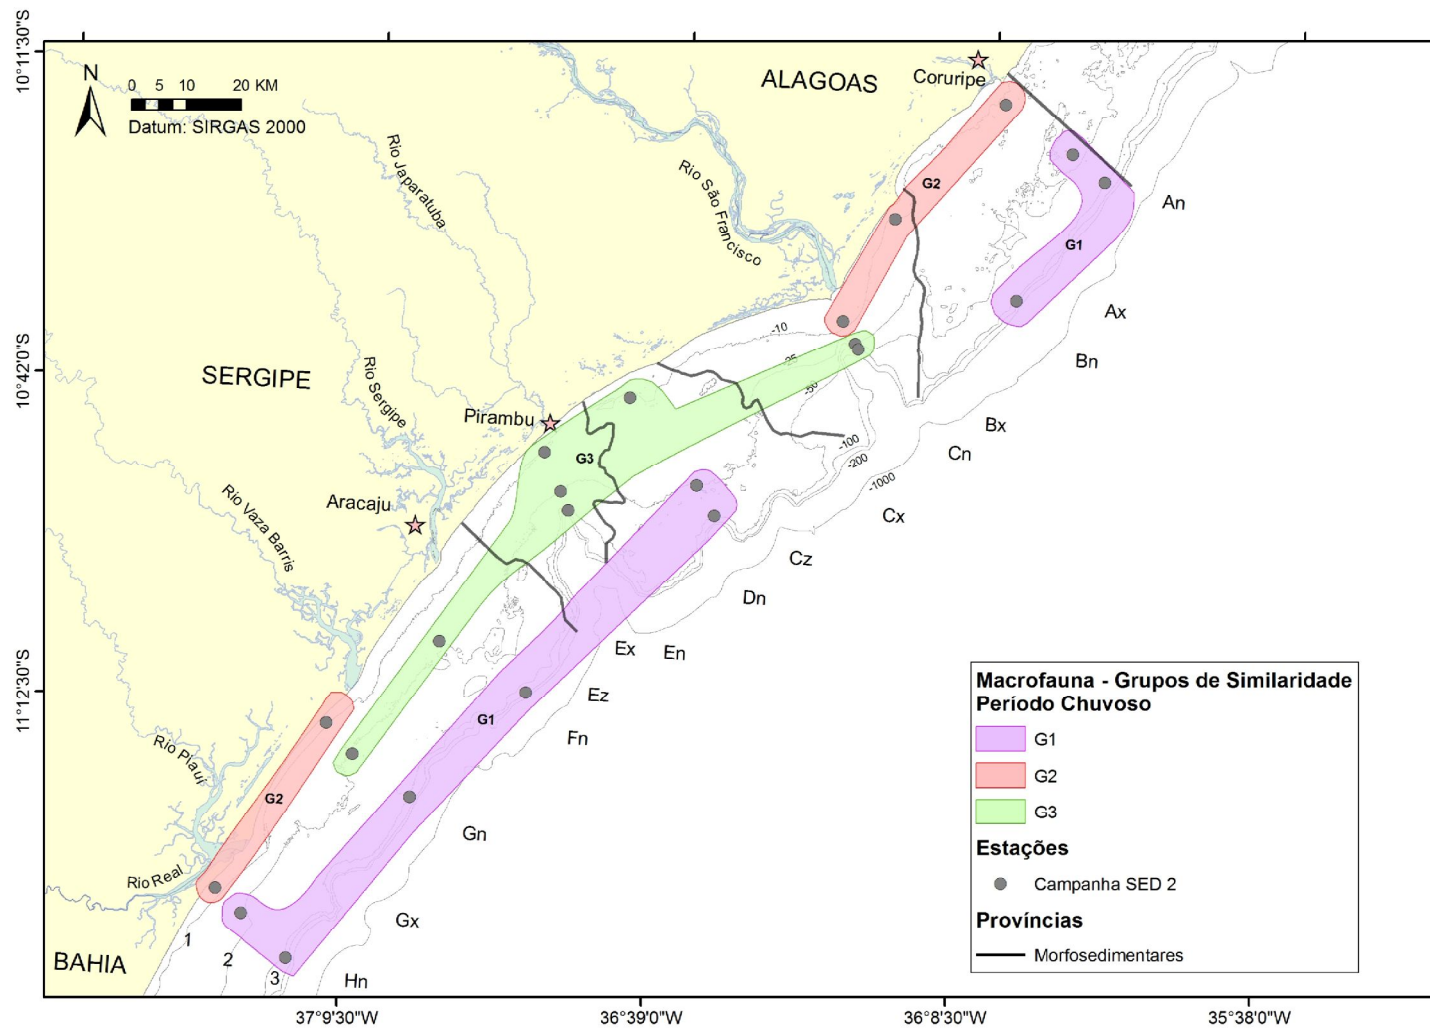 10°11'30"S
10°42'0"S
11°12'30"S
N
0 5 10 20 KM
Datum: SIRGAS 2000
ALAGOAS
Coruripe
Rio Japaratuba
Rio São Francisco
G2
An
G1
Ax
Bn
-10
-25
-50
SERGIPE
Rio Sergipe
Pirambu
Bx
-100
Cn
-200
G3
-1000
Rio Vaza Barris
Aracaju
Cx
Cz
Dn
Ex
En
Ez
G1
Fn
Rio Piauí
G2
Gn
Rio Real
Gx
1
2
3
BAHIA
Hn
Macrofauna - Grupos de Similaridade
Período Chuvoso
G1
G2
G3
Estações
Campanha SED 2
Províncias
Morfosedimentares
37°9'30"W
36°39'0"W
36°8'30"W
35°38'0"W